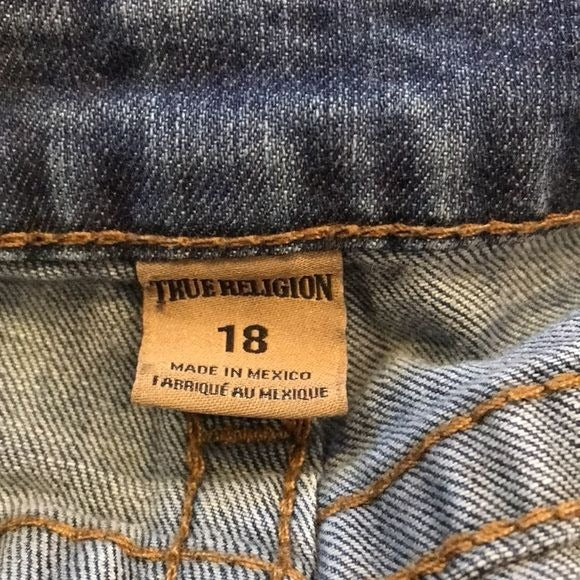 TRUE RELIGION
18
MADE IN MEXICO
FABRIQUÉ AU MEXIQUE